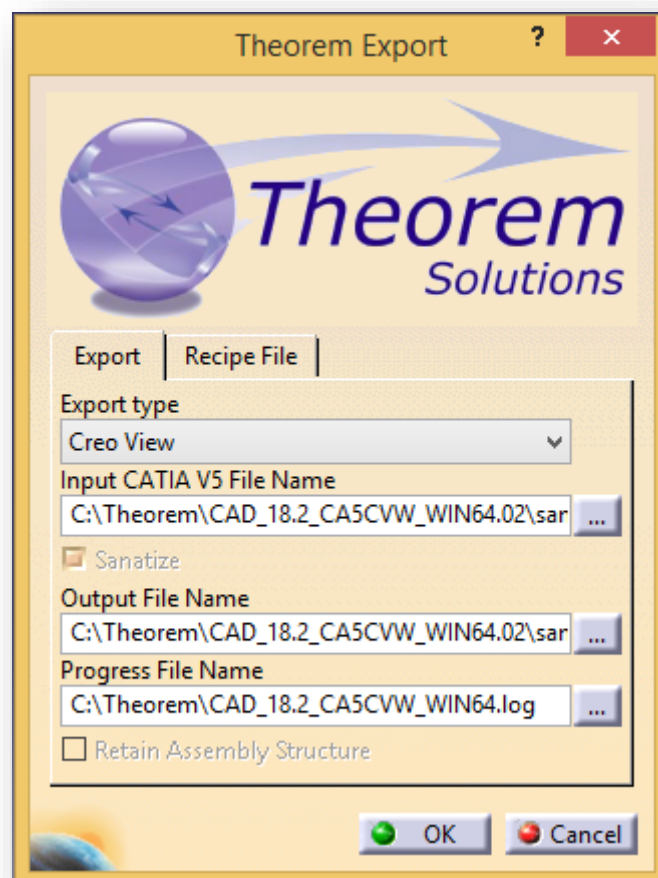 Theorem Export
?
Theorem
Solutions
Export
Recipe File
Export type
Creo View
Input CATIA V5 File Name
C:\Theorem\CAD_18.2_CA5CVW_WIN64.02\sar
...
Sanatize
Output File Name
C:\Theorem\CAD_18.2_CA5CVW_WIN64.02\sar
...
Progress File Name
C:\Theorem\CAD_18.2_CA5CVW_WIN64.log
...
Retain Assembly Structure
OK
Cancel